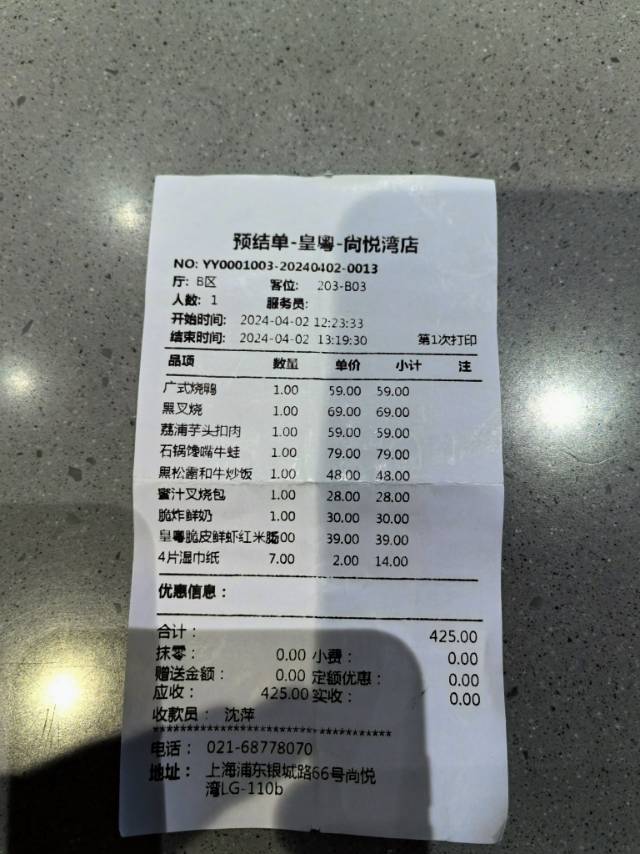 预结单-皇粤-尚悦湾店
NO: YY0001003-20240402-0013
厅: B区 客位: 203-B03
人数: 1 服务员:
开始时间: 2024-04-02 12:23:33
结束时间: 2024-04-02 13:19:30 第1次打印
品项 数量 单价 小计 注
广式烧鸭 1.00 59.00 59.00
黑叉烧 1.00 69.00 69.00
荔浦芋头扣肉 1.00 59.00 59.00
石锅馋嘴牛蛙 1.00 79.00 79.00
黑松露和牛炒饭 1.00 48.00 48.00
蜜汁叉烧包 1.00 28.00 28.00
脆炸鲜奶 1.00 30.00 30.00
皇粤脆皮鲜虾红米肠 .00 39.00 39.00
4片湿巾纸 7.00 2.00 14.00
优惠信息:
合计: 425.00
抹零: 0.00 小费: 0.00
赠送金额: 0.00 定额优惠: 0.00
应收: 425.00 实收: 0.00
收款员: 沈萍
****************************************
电话: 021-68778070
地址: 上海浦东银城路66号尚悦
湾LG-110b